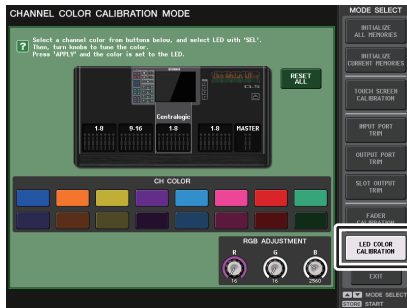 CHANNEL COLOR CALIBRATION MODE
MODE SELECT
? Select a channel color from buttons below, and select LED with 'SEL'.
Then, turn knobs to tune the color.
Press 'APPLY' and the color is set to the LED.
RESET
ALL
CL5
Centralogic
1-8 9-16 1-8 1-8 MASTER
CH COLOR
RGB ADJUSTMENT
R G B
16 16 2560
INITIALIZE
ALL MEMORIES
INITIALIZE
CURRENT MEMORIES
TOUCH SCREEN
CALIBRATION
INPUT PORT
TRIM
OUTPUT PORT
TRIM
SLOT OUTPUT
TRIM
FADER
CALIBRATION
LED COLOR
CALIBRATION
EXIT
MODE SELECT
STORE START